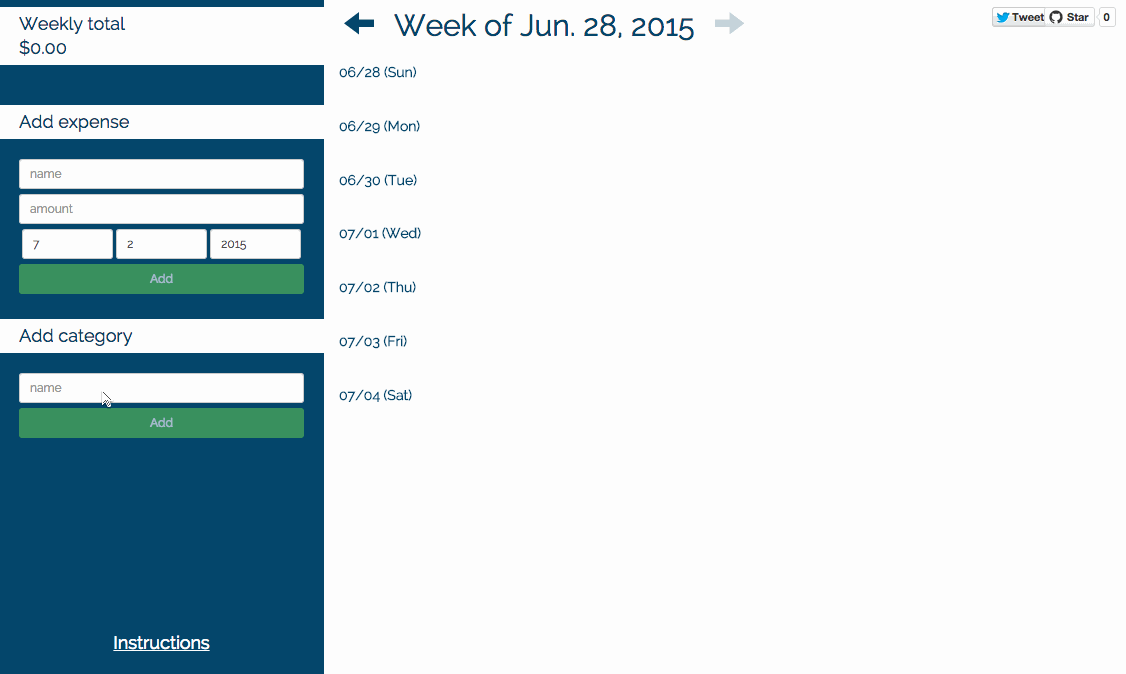 Weekly total
$0.00
Add expense
name
amount
7 2 2015
Add
Add category
name
Add
Instructions
Week of Jun. 28, 2015
Tweet Star 0
06/28 (Sun)
06/29 (Mon)
06/30 (Tue)
07/01 (Wed)
07/02 (Thu)
07/03 (Fri)
07/04 (Sat)